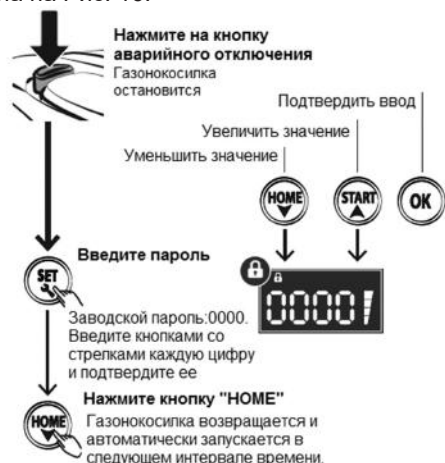 Нажмите на кнопку
аварийного отключения
Газонокосилка
остановится
Подтвердить ввод
Увеличить значение
Уменьшить значение
HOME
START
OK
Введите пароль
SET
0000
Заводской пароль:0000.
Введите кнопками со
стрелками каждую цифру
и подтвердите ее
Нажмите кнопку "HOME"
HOME
Газонокосилка возвращается и
автоматически запускается в
следующем интервале времени.